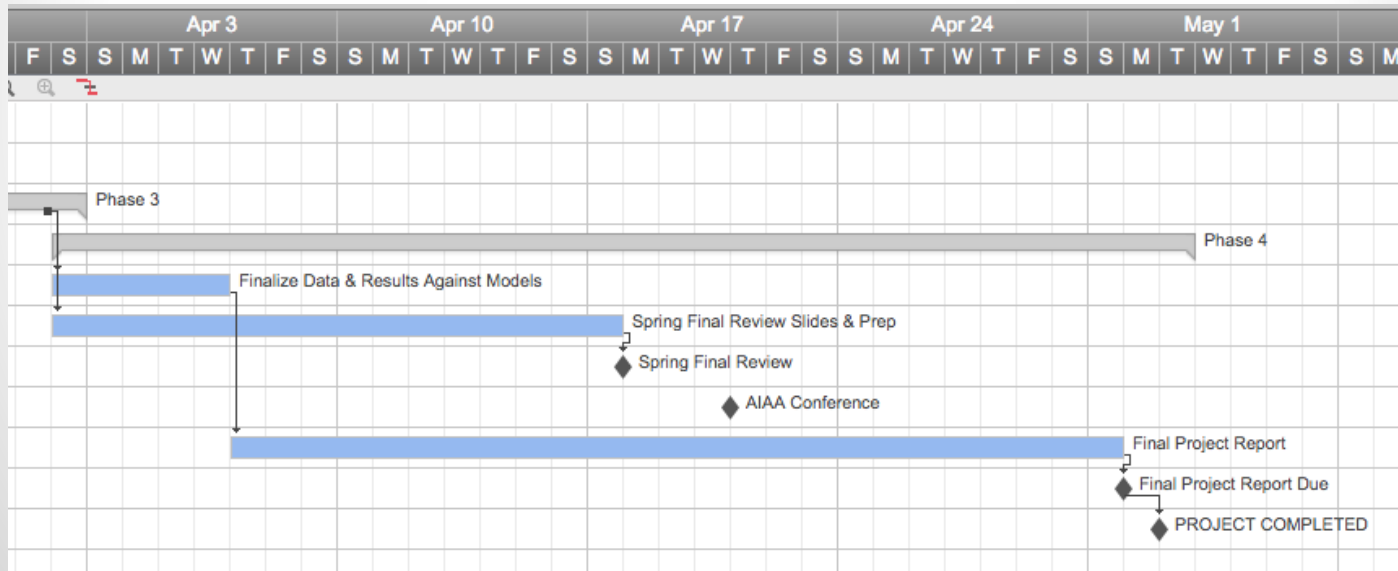 Apr 3 Apr 10 Apr 17 Apr 24 May 1
F S S M T W T F S S M T W T F S S M T W T F S S M T W T F S S M T W T F S S M
Phase 3
Phase 4
Finalize Data & Results Against Models
Spring Final Review Slides & Prep
Spring Final Review
AIAA Conference
Final Project Report
Final Project Report Due
PROJECT COMPLETED